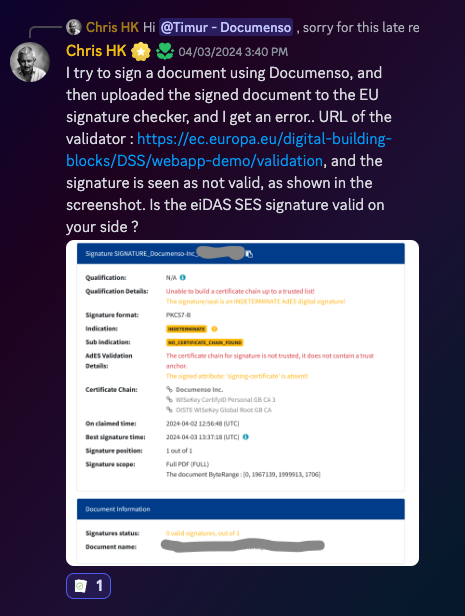 Chris HK Hi @Timur - Documenso , sorry for this late re
Chris HK 04/03/2024 3:40 PM
I try to sign a document using Documenso, and
then uploaded the signed document to the EU
signature checker, and I get an error.. URL of the
validator : https://ec.europa.eu/digital-building-
blocks/DSS/webapp-demo/validation, and the
signature is seen as not valid, as shown in the
screenshot. Is the eiDAS SES signature valid on
your side ?
Signature SIGNATURE_Documenso-Inc_
Qualification: N/A
Qualification Details: Unable to build a certificate chain up to a trusted list!
The signature/seal is an INDETERMINATE AdES digital signature!
Signature format: PKCS7-B
Indication: INDETERMINATE
Sub indication: NO_CERTIFICATE_CHAIN_FOUND
AdES Validation The certificate chain for signature is not trusted, it does not contain a trust
Details: anchor.
The signed attribute: 'signing-certificate' is absent!
Certificate Chain: Documenso Inc.
WISeKey CertifyID Personal GB CA 3
OISTE WISeKey Global Root GB CA
On claimed time: 2024-04-02 12:56:48 (UTC)
Best signature time: 2024-04-03 13:37:18 (UTC)
Signature position: 1 out of 1
Signature scope: Full PDF (FULL)
The document ByteRange : [0, 1967139, 1999913, 1706]
Document Information
Signatures status: 0 valid signatures, out of 1
Document name:
1